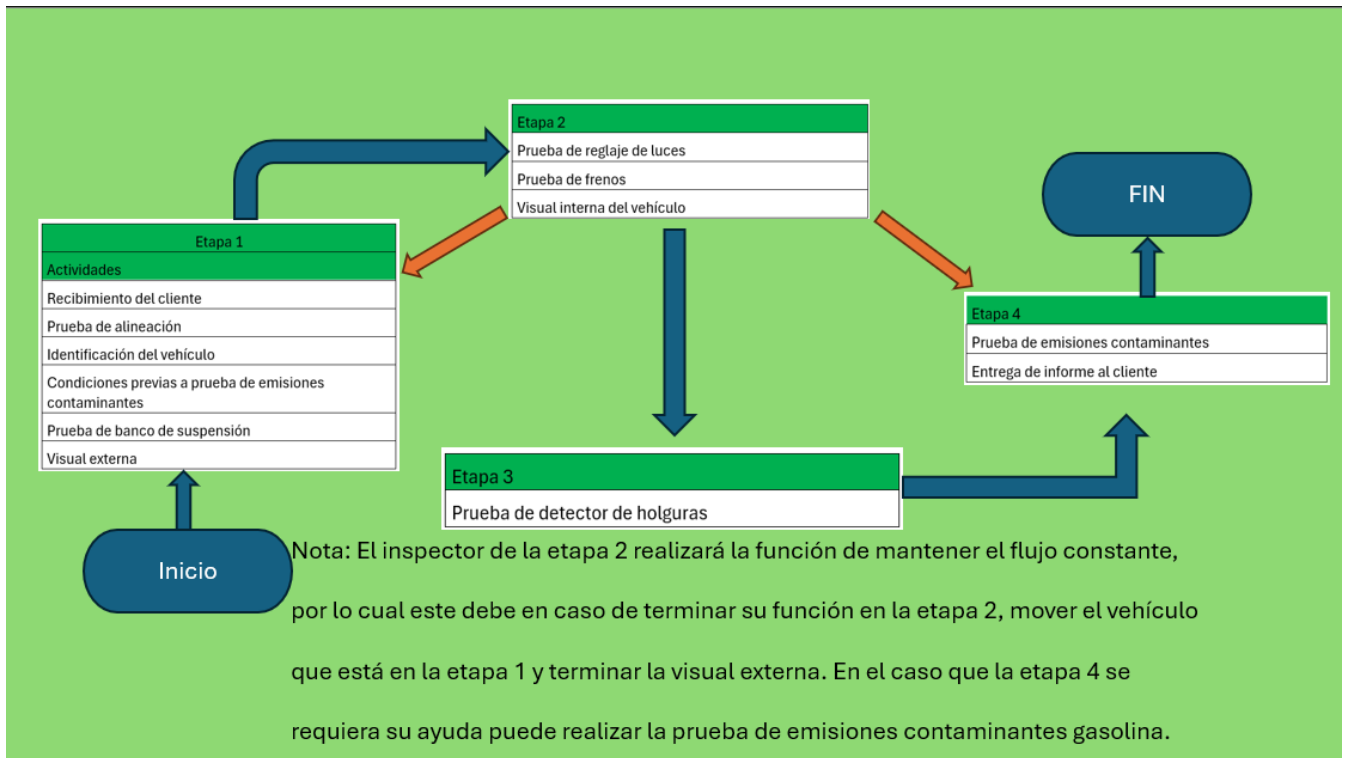 Etapa 2
Prueba de reglaje de luces
Prueba de frenos
Visual interna del vehículo
FIN
Etapa 1
Actividades
Recibimiento del cliente
Prueba de alineación
Identificación del vehículo
Condiciones previas a prueba de emisiones
contaminantes
Prueba de banco de suspensión
Visual externa
Etapa 4
Prueba de emisiones contaminantes
Entrega de informe al cliente
Etapa 3
Prueba de detector de holguras
Inicio
Nota: El inspector de la etapa 2 realizará la función de mantener el flujo constante,
por lo cual este debe en caso de terminar su función en la etapa 2, mover el vehículo
que está en la etapa 1 y terminar la visual externa. En el caso que la etapa 4 se
requiera su ayuda puede realizar la prueba de emisiones contaminantes gasolina.